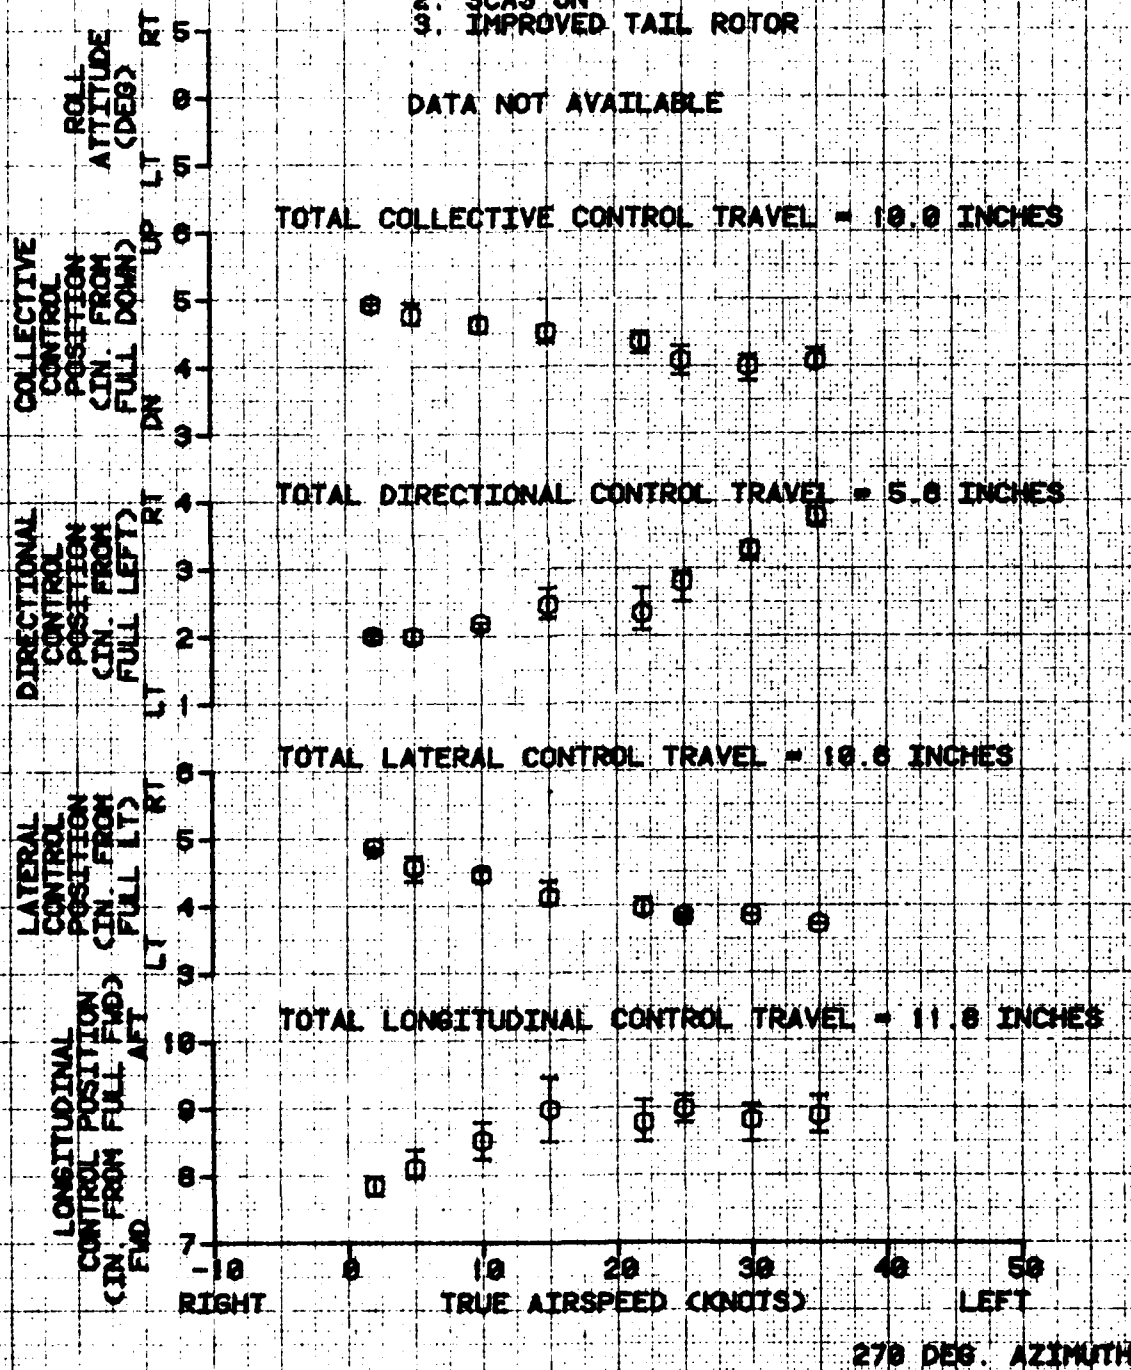 2. SCAS ON
3. IMPROVED TAIL ROTOR
ROLL
ATTITUDE
(DEG)
LT RT
5
0
5
DATA NOT AVAILABLE
TOTAL COLLECTIVE CONTROL TRAVEL = 10.0 INCHES
COLLECTIVE
CONTROL
POSITION
(IN. FROM
FULL DOWN)
DN UP
6
5
4
3
TOTAL DIRECTIONAL CONTROL TRAVEL = 5.8 INCHES
DIRECTIONAL
CONTROL
POSITION
(IN. FROM
FULL LEFT)
LT RT
4
3
2
1
TOTAL LATERAL CONTROL TRAVEL = 10.6 INCHES
LATERAL
CONTROL
POSITION
(IN. FROM
FULL LT)
LT RT
6
5
4
3
TOTAL LONGITUDINAL CONTROL TRAVEL = 11.8 INCHES
LONGITUDINAL
CONTROL POSITION
(IN. FROM FULL FWD)
FWD AFT
10
9
8
7
-10 0 10 20 30 40 50
RIGHT TRUE AIRSPEED (KNOTS) LEFT
270 DEG. AZIMUTH